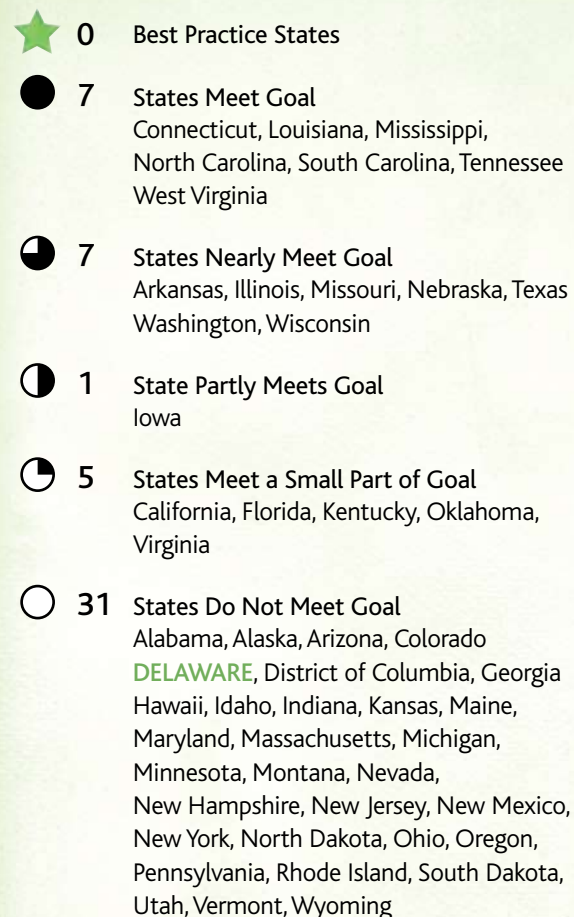 0 Best Practice States
7 States Meet Goal
Connecticut, Louisiana, Mississippi,
North Carolina, South Carolina, Tennessee
West Virginia
7 States Nearly Meet Goal
Arkansas, Illinois, Missouri, Nebraska, Texas
Washington, Wisconsin
1 State Partly Meets Goal
Iowa
5 States Meet a Small Part of Goal
California, Florida, Kentucky, Oklahoma,
Virginia
31 States Do Not Meet Goal
Alabama, Alaska, Arizona, Colorado
DELAWARE, District of Columbia, Georgia
Hawaii, Idaho, Indiana, Kansas, Maine,
Maryland, Massachusetts, Michigan,
Minnesota, Montana, Nevada,
New Hampshire, New Jersey, New Mexico,
New York, North Dakota, Ohio, Oregon,
Pennsylvania, Rhode Island, South Dakota,
Utah, Vermont, Wyoming